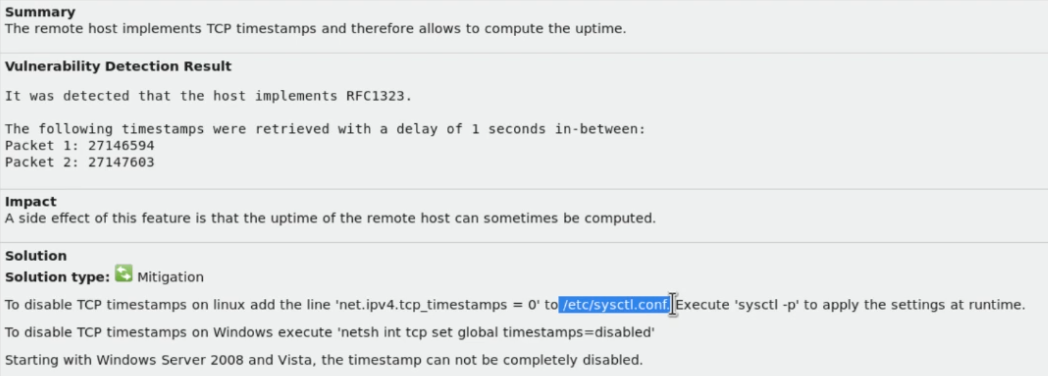 Summary
The remote host implements TCP timestamps and therefore allows to compute the uptime.
Vulnerability Detection Result
It was detected that the host implements RFC1323.
The following timestamps were retrieved with a delay of 1 seconds in-between:
Packet 1: 27146594
Packet 2: 27147603
Impact
A side effect of this feature is that the uptime of the remote host can sometimes be computed.
Solution
Solution type: Mitigation
To disable TCP timestamps on linux add the line 'net.ipv4.tcp_timestamps = 0' to /etc/sysctl.conf. Execute 'sysctl -p' to apply the settings at runtime.
To disable TCP timestamps on Windows execute 'netsh int tcp set global timestamps=disabled'
Starting with Windows Server 2008 and Vista, the timestamp can not be completely disabled.